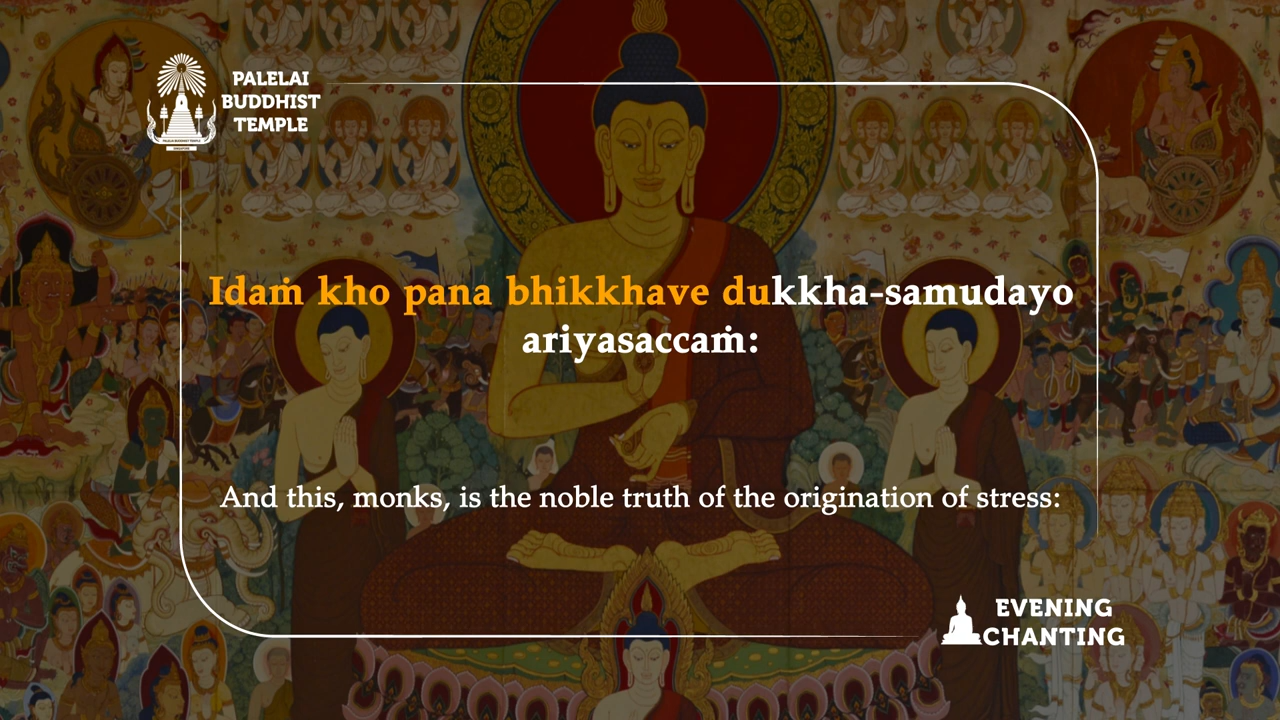 PALELAI
BUDDHIST
TEMPLE
Idaṁ kho pana bhikkhave dukkha-samudayo
ariyasaccaṁ:
And this, monks, is the noble truth of the origination of stress:
EVENING
CHANTING